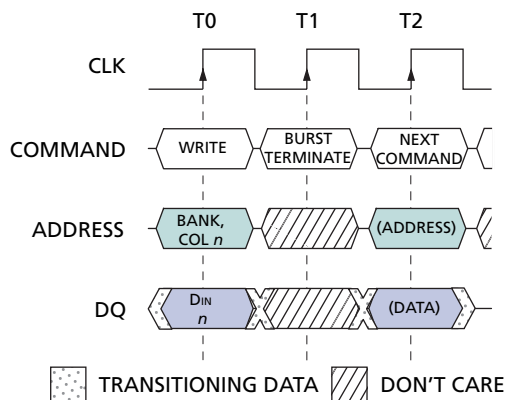 T0 T1 T2
CLK
COMMAND WRITE BURST TERMINATE NEXT COMMAND
ADDRESS BANK, COL n (ADDRESS)
DQ DIN n (DATA)
TRANSITIONING DATA DON'T CARE